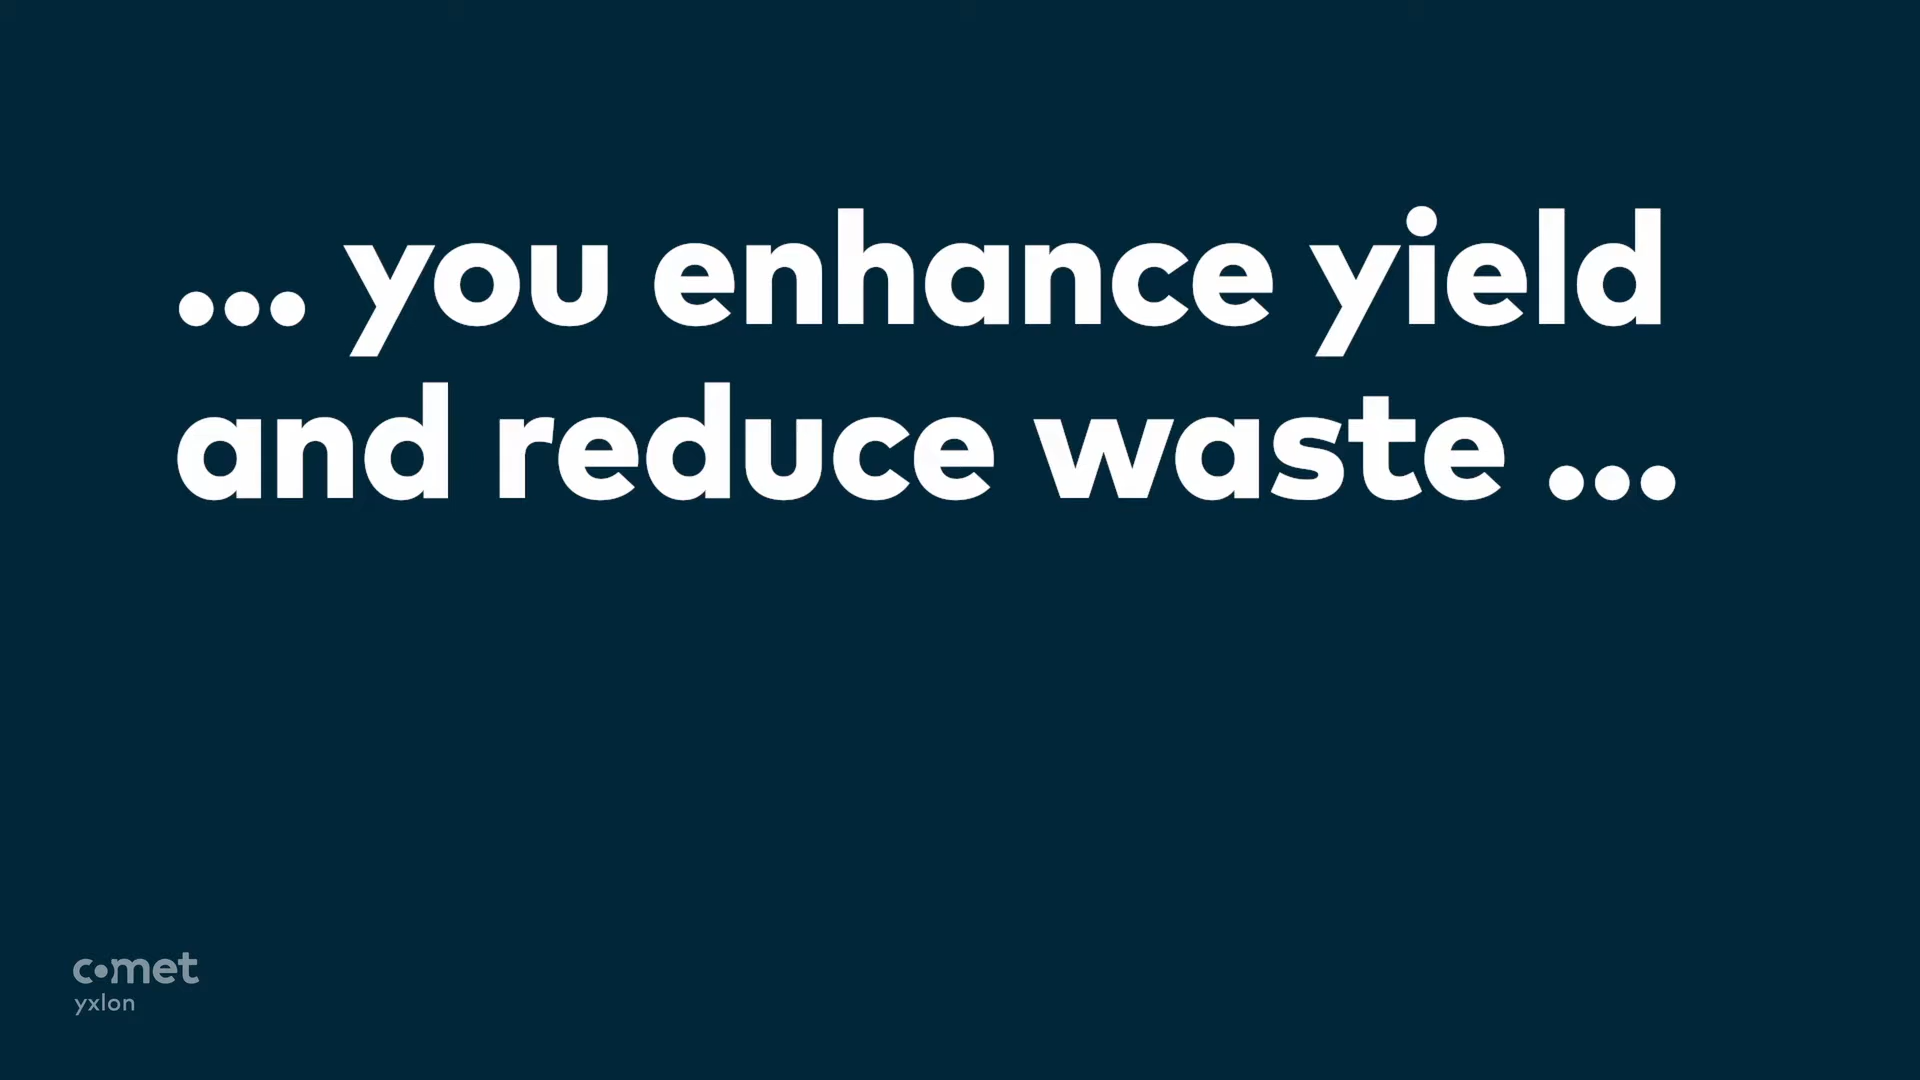 ... you enhance yield
and reduce waste ...
comet
yxlon